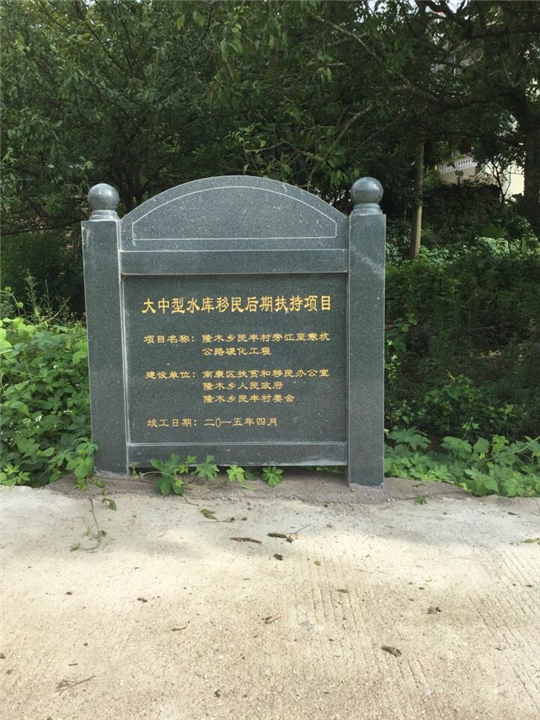 大中型水库移民后期扶持项目
项目名称：隆木乡民丰村旁江至寨杭
公路硬化工程
建设单位：南康区扶贫和移民办公室
隆木乡人民政府
隆木乡民丰村委会
竣工日期：二〇一五年四月